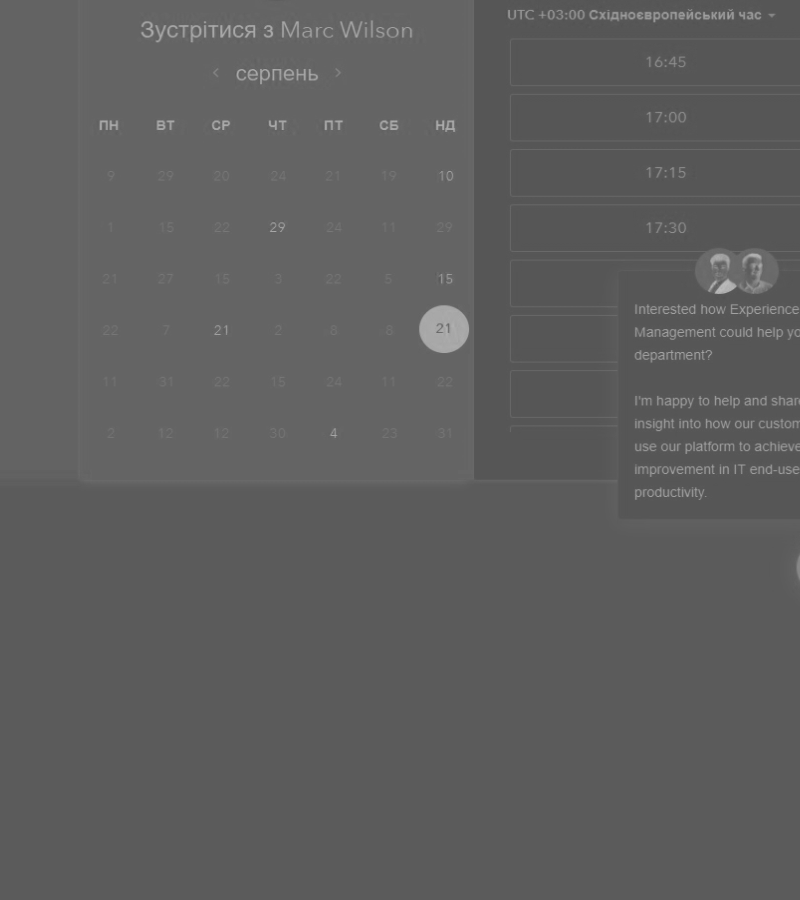 Зустрітися з Marc Wilson
серпень
ПН ВТ СР ЧТ ПТ СБ НД
9 29 20 24 21 19 10
1 15 22 29 24 11 29
21 27 15 3 22 5 15
22 7 21 2 8 8 21
11 31 22 15 24 11 22
2 12 12 30 4 23 31
UTC +03:00 Східноєвропейський час
16:45
17:00
17:15
17:30
Interested how Experience
Management could help yo
department?
I'm happy to help and share
insight into how our custom
use our platform to achieve
improvement in IT end-use
productivity.